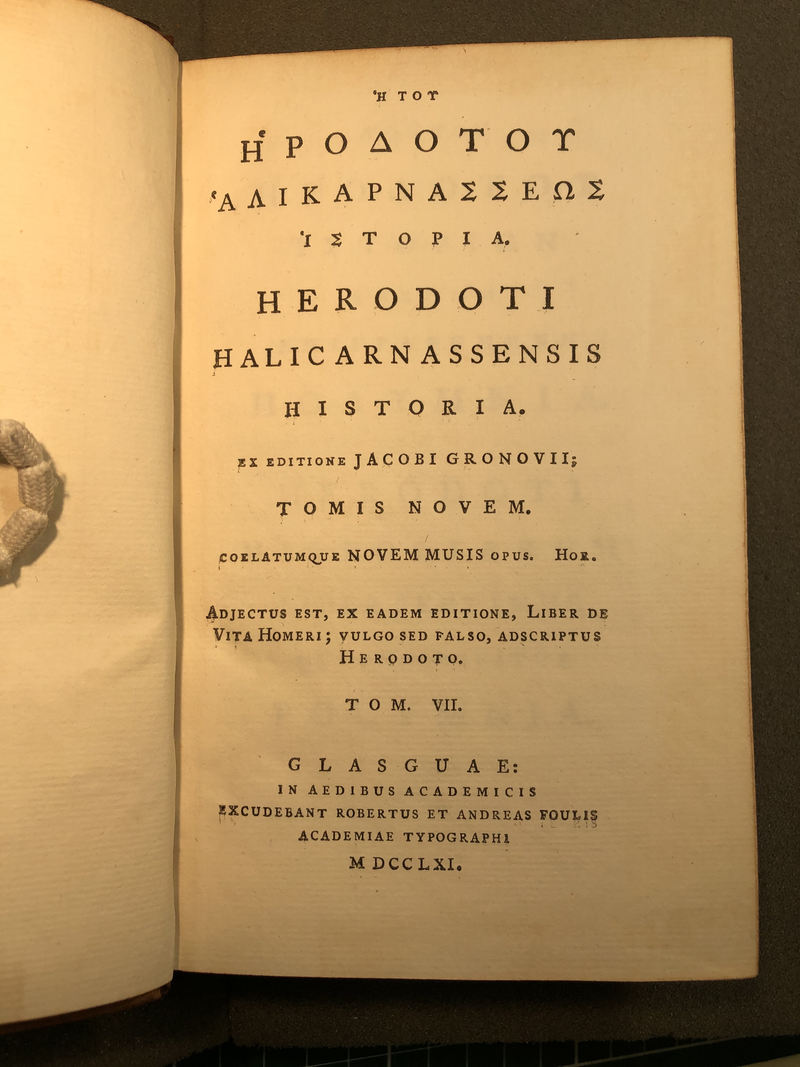 Ἡ ΤΟΥ
ἩΡΟΔΟΤΟΥ
ἉΛΙΚΑΡΝΑΣΣΕΩΣ
ἹΣΤΟΡΙΑ.
HERODOTI
HALICARNASSENSIS
HISTORIA.
EX EDITIONE JACOBI GRONOVII;
TOMIS NOVEM.
COELATUMQUE NOVEM MUSIS OPUS. HOR.
ADJECTUS EST, EX EADEM EDITIONE, LIBER DE
VITA HOMERI; VULGO SED FALSO, ADSCRIPTUS
HERODOTO.
TOM. VII.
GLASGUAE:
IN AEDIBUS ACADEMICIS
EXCUDEBANT ROBERTUS ET ANDREAS FOULIS
ACADEMIAE TYPOGRAPHI
MDCCLXI.